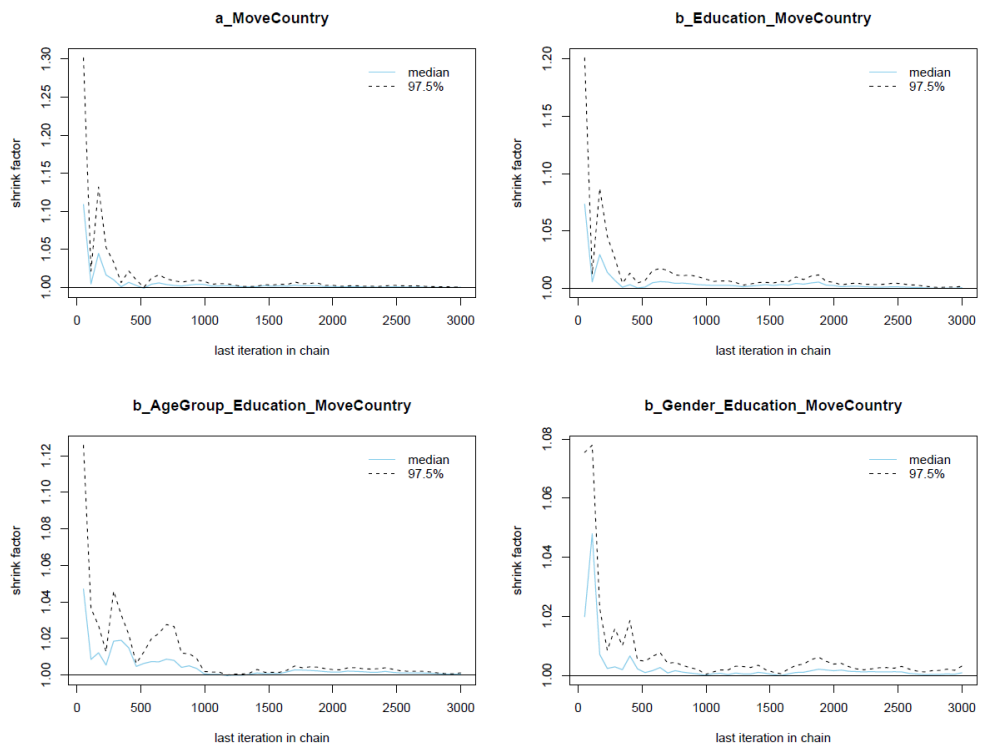 a_MoveCountry
1.30
1.25
1.20
1.15
1.10
1.05
1.00
shrink factor
median
97.5%
0 500 1000 1500 2000 2500 3000
last iteration in chain
b_Education_MoveCountry
1.20
1.15
1.10
1.05
1.00
shrink factor
median
97.5%
0 500 1000 1500 2000 2500 3000
last iteration in chain
b_AgeGroup_Education_MoveCountry
1.12
1.10
1.08
1.06
1.04
1.02
1.00
shrink factor
median
97.5%
0 500 1000 1500 2000 2500 3000
last iteration in chain
b_Gender_Education_MoveCountry
1.08
1.06
1.04
1.02
1.00
shrink factor
median
97.5%
0 500 1000 1500 2000 2500 3000
last iteration in chain